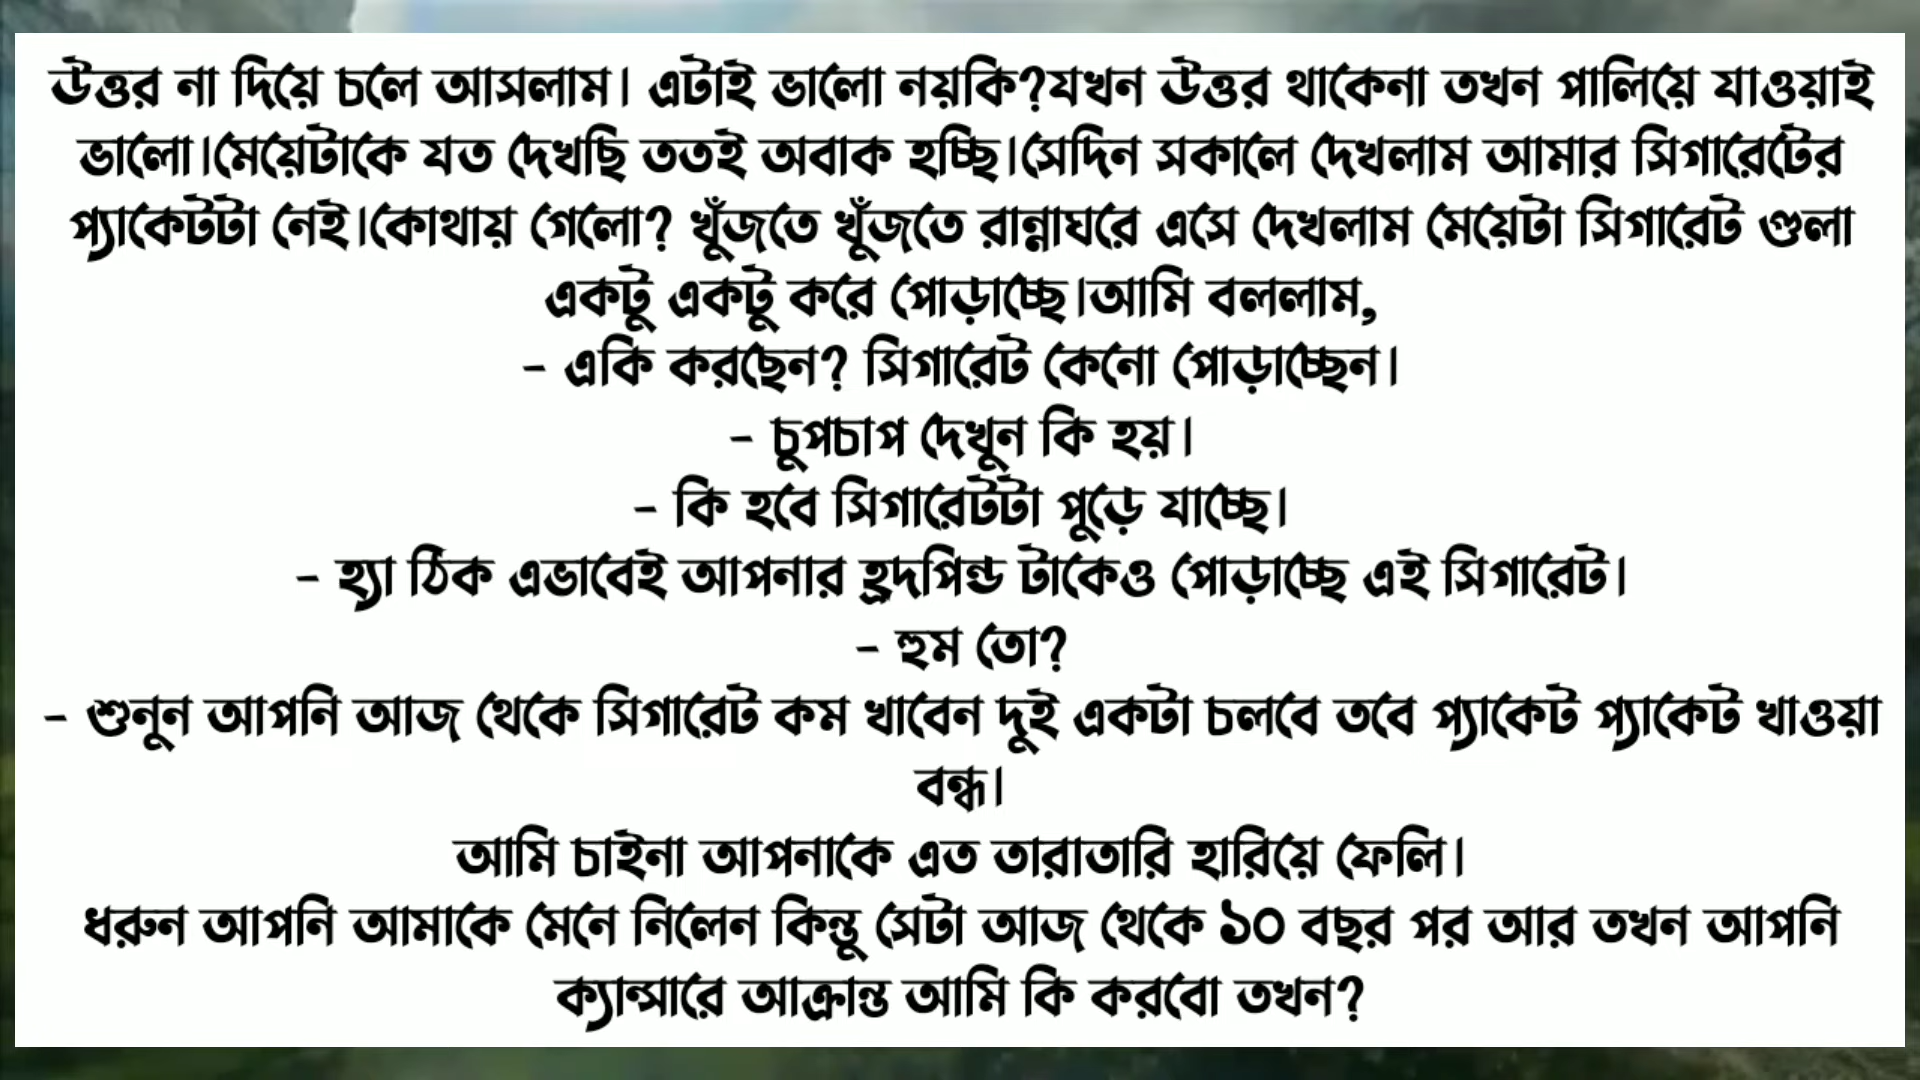 উত্তর না দিয়ে চলে আসলাম। এটাই ভালো নয়কি?যখন উত্তর থাকেনা তখন পালিয়ে যাওয়াই
ভালো।মেয়েটাকে যত দেখছি ততই অবাক হচ্ছি।সেদিন সকালে দেখলাম আমার সিগারেটের
প্যাকেটটা নেই।কোথায় গেলো? খুঁজতে খুঁজতে রান্নাঘরে এসে দেখলাম মেয়েটা সিগারেট গুলা
একটু একটু করে পোড়াচ্ছে।আমি বললাম,
- একি করছেন? সিগারেট কেনো পোড়াচ্ছেন।
- চুপচাপ দেখুন কি হয়।
- কি হবে সিগারেটটা পুড়ে যাচ্ছে।
- হ্যা ঠিক এভাবেই আপনার হ্রদপিন্ড টাকেও পোড়াচ্ছে এই সিগারেট।
- হুম তো?
- শুনুন আপনি আজ থেকে সিগারেট কম খাবেন দুই একটা চলবে তবে প্যাকেট প্যাকেট খাওয়া
বন্ধ।
আমি চাইনা আপনাকে এত তারাতারি হারিয়ে ফেলি।
ধরুন আপনি আমাকে মেনে নিলেন কিন্তু সেটা আজ থেকে ১০ বছর পর আর তখন আপনি
ক্যান্সারে আক্রান্ত আমি কি করবো তখন?